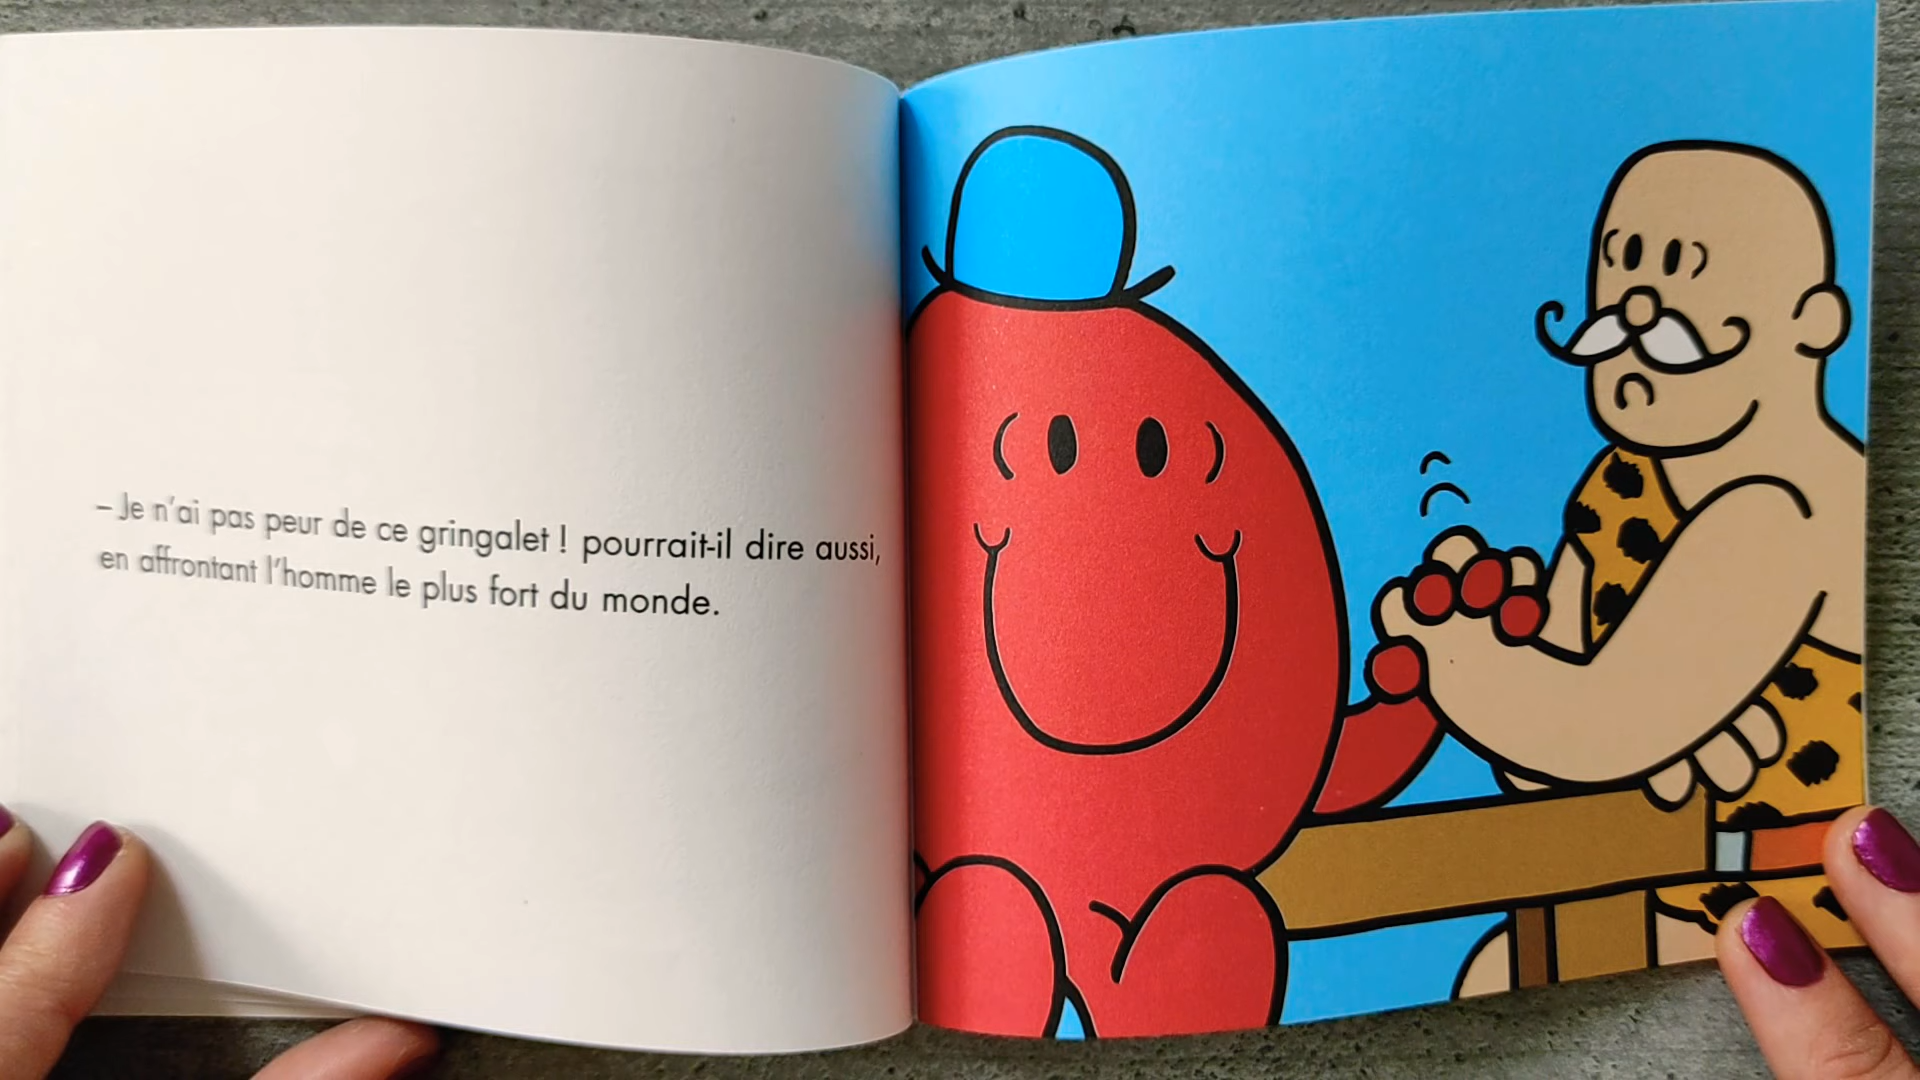 – Je n'ai pas peur de ce gringalet ! pourrait-il dire aussi,
en affrontant l'homme le plus fort du monde.